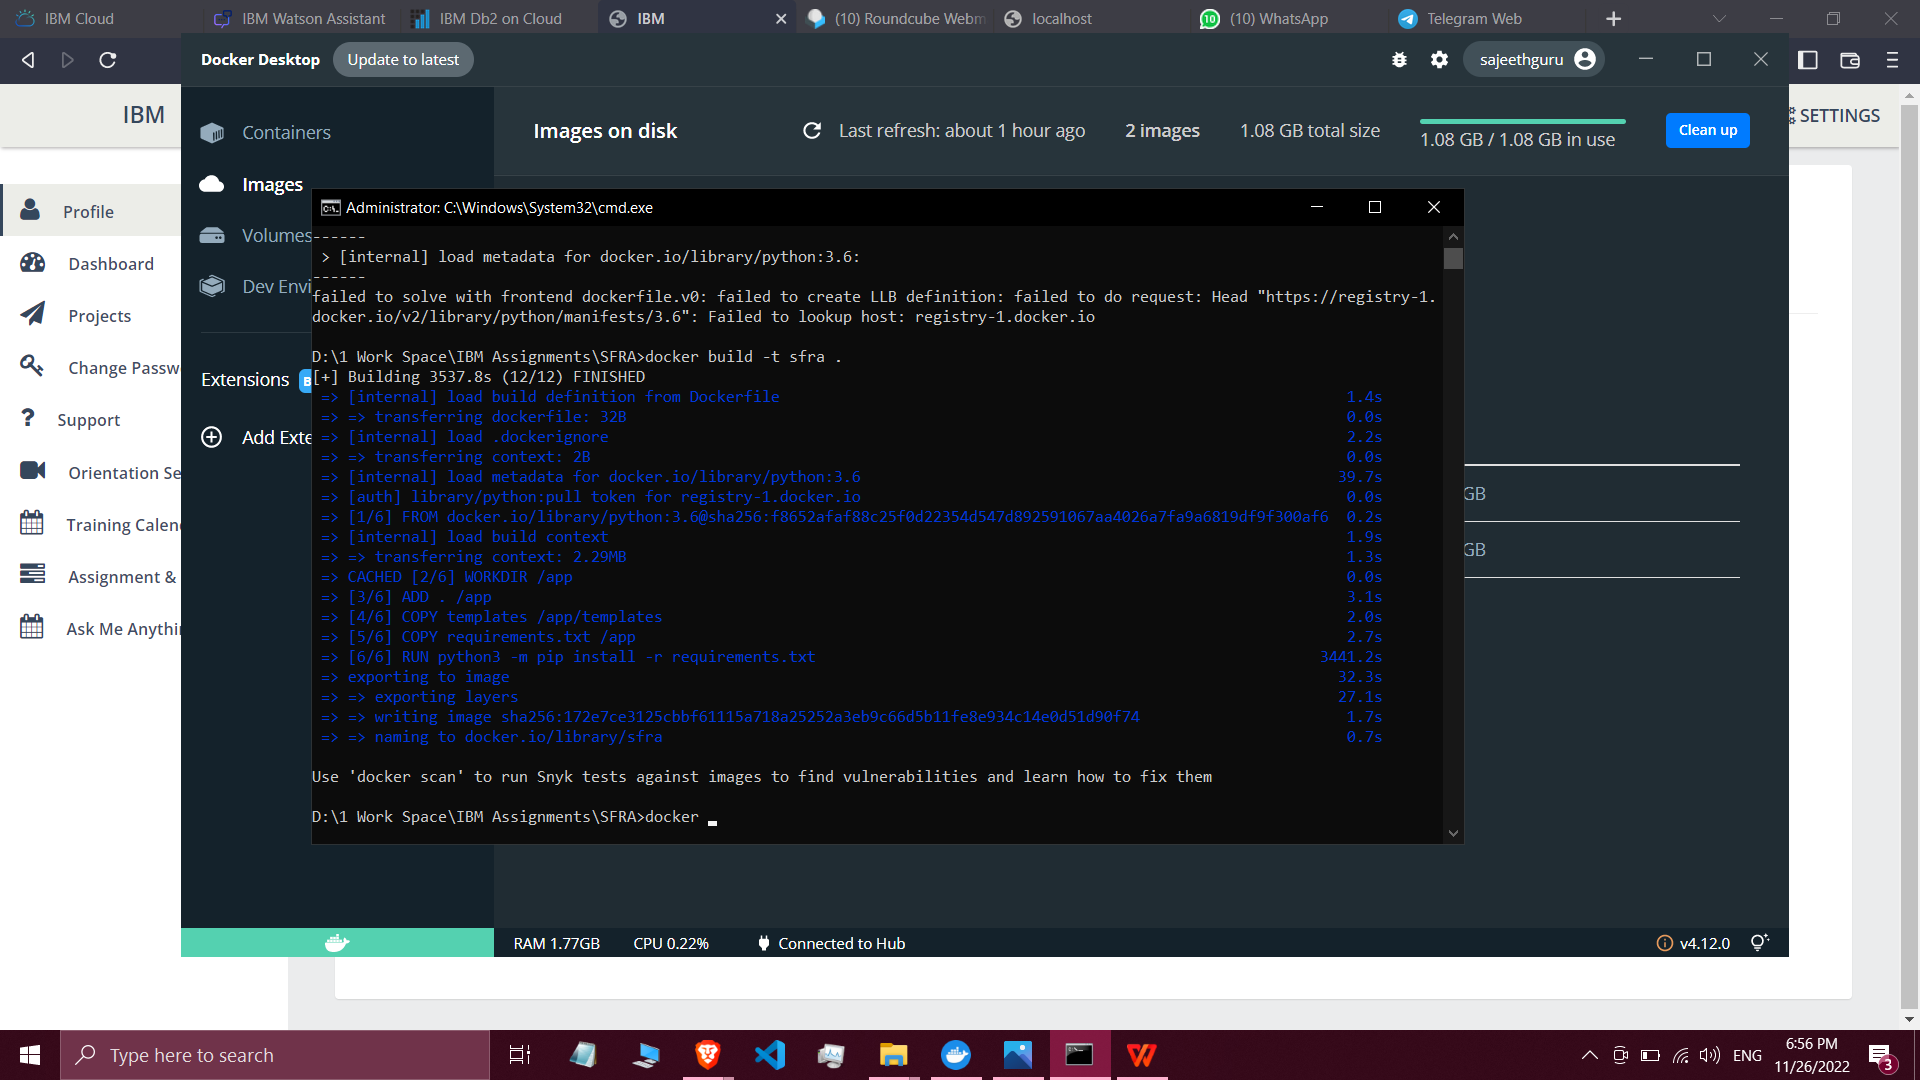 IBM Cloud
IBM Watson Assistant
IBM Db2 on Cloud
IBM
(10) Roundcube Webm
localhost
(10) WhatsApp
Telegram Web
Docker Desktop
Update to latest
sajeethguru
IBM
SETTINGS
Profile
Dashboard
Projects
Change Passw
Support
Orientation Se
Training Calen
Assignment &
Ask Me Anythin
Containers
Images
Volumes
Dev Envi
Extensions
B
Add Exte
Images on disk
Last refresh: about 1 hour ago
2 images
1.08 GB total size
1.08 GB / 1.08 GB in use
Clean up
GB
GB
Administrator: C:\Windows\System32\cmd.exe
------
> [internal] load metadata for docker.io/library/python:3.6:
------
failed to solve with frontend dockerfile.v0: failed to create LLB definition: failed to do request: Head "https://registry-1.
docker.io/v2/library/python/manifests/3.6": Failed to lookup host: registry-1.docker.io
D:\1 Work Space\IBM Assignments\SFRA>docker build -t sfra .
[+] Building 3537.8s (12/12) FINISHED
=> [internal] load build definition from Dockerfile 1.4s
=> => transferring dockerfile: 32B 0.0s
=> [internal] load .dockerignore 2.2s
=> => transferring context: 2B 0.0s
=> [internal] load metadata for docker.io/library/python:3.6 39.7s
=> [auth] library/python:pull token for registry-1.docker.io 0.0s
=> [1/6] FROM docker.io/library/python:3.6@sha256:f8652afaf88c25f0d22354d547d892591067aa4026a7fa9a6819df9f300af6 0.2s
=> [internal] load build context 1.9s
=> => transferring context: 2.29MB 1.3s
=> CACHED [2/6] WORKDIR /app 0.0s
=> [3/6] ADD . /app 3.1s
=> [4/6] COPY templates /app/templates 2.0s
=> [5/6] COPY requirements.txt /app 2.7s
=> [6/6] RUN python3 -m pip install -r requirements.txt 3441.2s
=> exporting to image 32.3s
=> => exporting layers 27.1s
=> => writing image sha256:172e7ce3125cbbf61115a718a25252a3eb9c66d5b11fe8e934c14e0d51d90f74 1.7s
=> => naming to docker.io/library/sfra 0.7s
Use 'docker scan' to run Snyk tests against images to find vulnerabilities and learn how to fix them
D:\1 Work Space\IBM Assignments\SFRA>docker
RAM 1.77GB
CPU 0.22%
Connected to Hub
v4.12.0
Type here to search
ENG
6:56 PM
11/26/2022
3